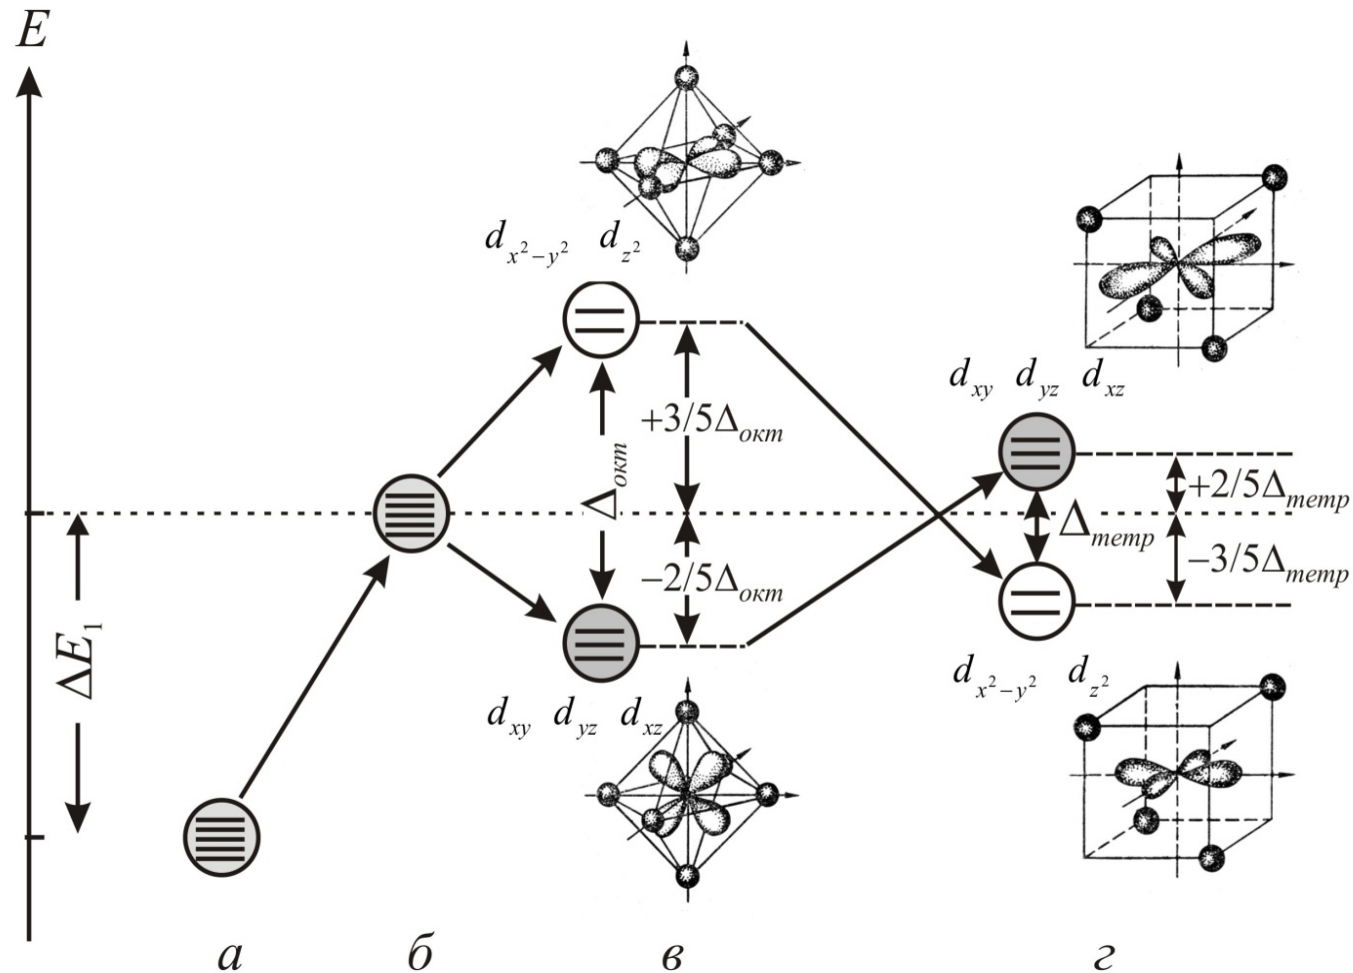 E
d_{x²−y²} d_{z²}
d_{xy} d_{yz} d_{xz}
+3/5Δ_{окт}
Δ_{окт}
+2/5Δ_{тетр}
Δ_{тетр}
−2/5Δ_{окт}
−3/5Δ_{тетр}
ΔE₁
d_{x²−y²} d_{z²}
d_{xy} d_{yz} d_{xz}
а б в г